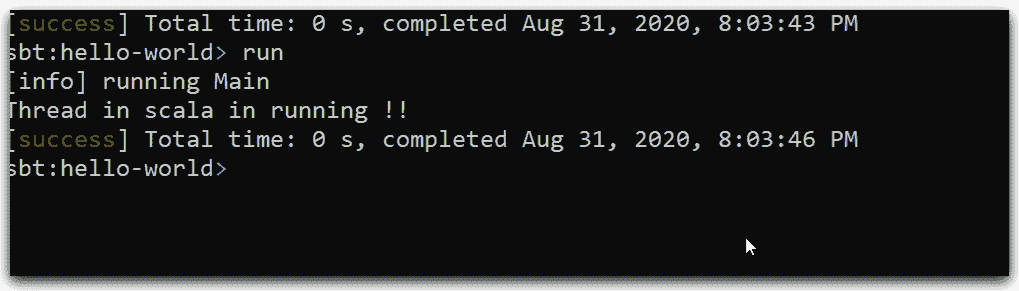 [success] Total time: 0 s, completed Aug 31, 2020, 8:03:43 PM
sbt:hello-world> run
[info] running Main
Thread in scala in running !!
[success] Total time: 0 s, completed Aug 31, 2020, 8:03:46 PM
sbt:hello-world>